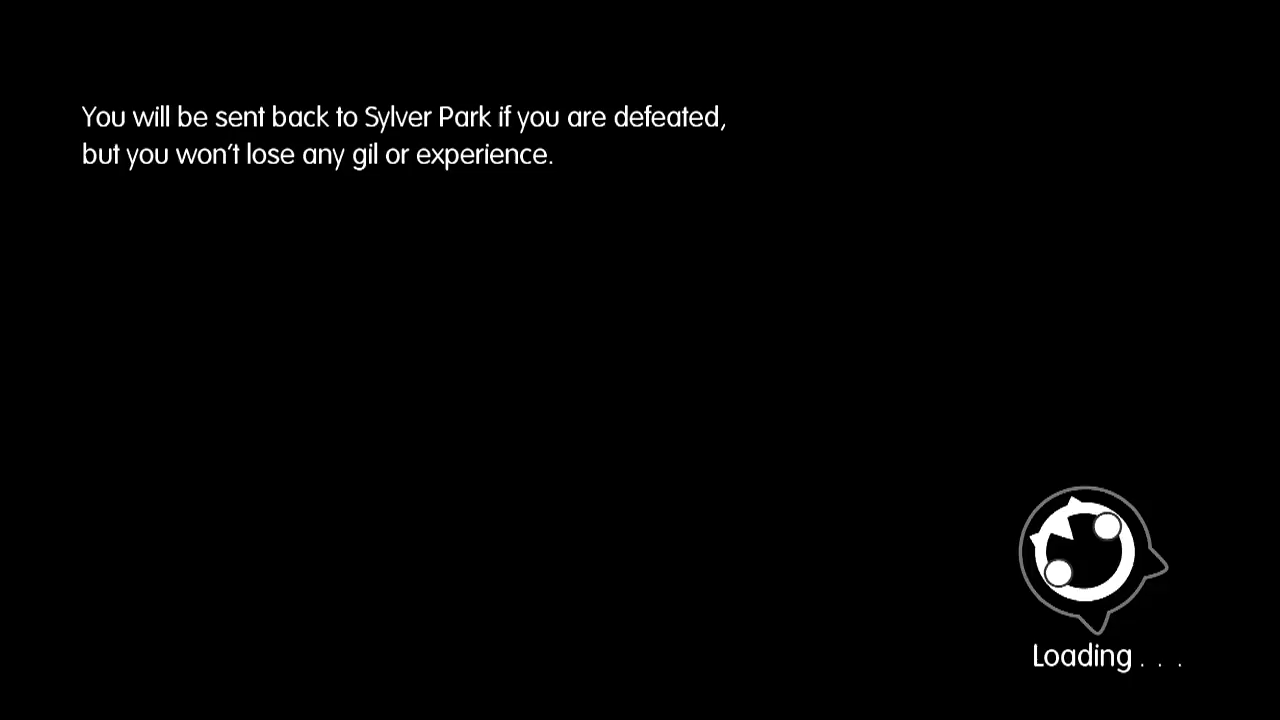 You will be sent back to Sylver Park if you are defeated,
but you won't lose any gil or experience.
Loading . . .